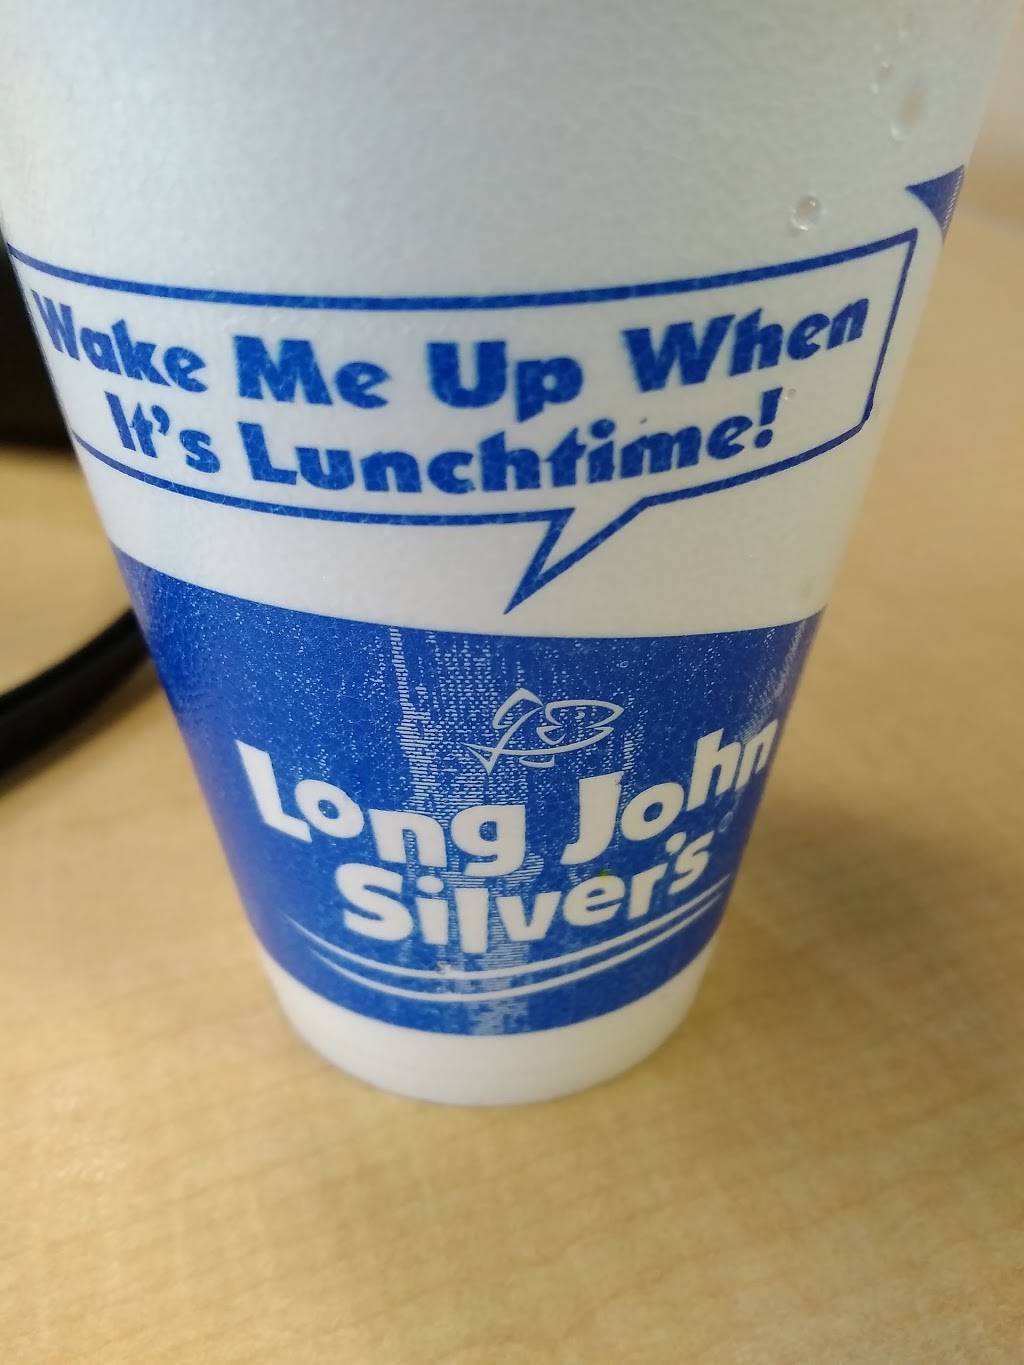 Wake Me Up When
It's Lunchtime!
Long John
Silver's